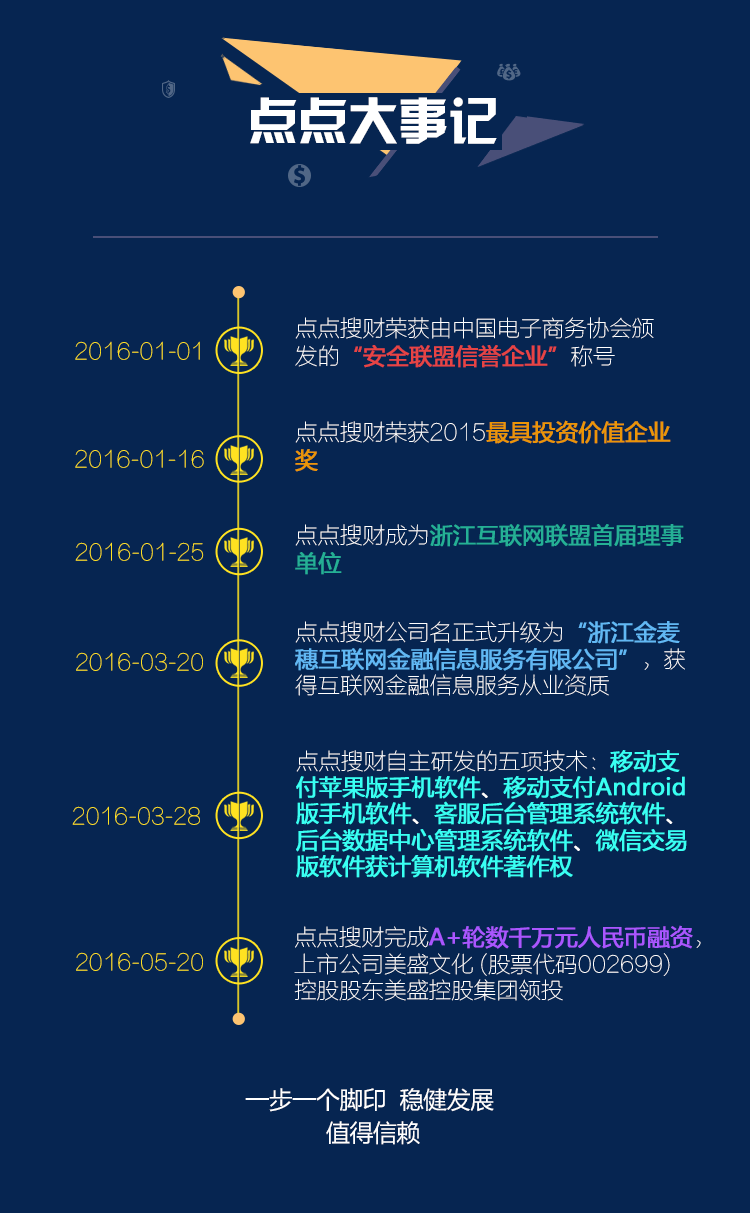 点点大事记
2016-01-01
点点搜财荣获由中国电子商务协会颁
发的“安全联盟信誉企业”称号
2016-01-16
点点搜财荣获2015最具投资价值企业
奖
2016-01-25
点点搜财成为浙江互联网联盟首届理事
单位
2016-03-20
点点搜财公司名正式升级为“浙江金麦
穗互联网金融信息服务有限公司”，获
得互联网金融信息服务从业资质
2016-03-28
点点搜财自主研发的五项技术：移动支
付苹果版手机软件、移动支付Android
版手机软件、客服后台管理系统软件、
后台数据中心管理系统软件、微信交易
版软件获计算机软件著作权
2016-05-20
点点搜财完成A+轮数千万元人民币融资，
上市公司美盛文化 (股票代码002699)
控股股东美盛控股集团领投
一步一个脚印 稳健发展
值得信赖